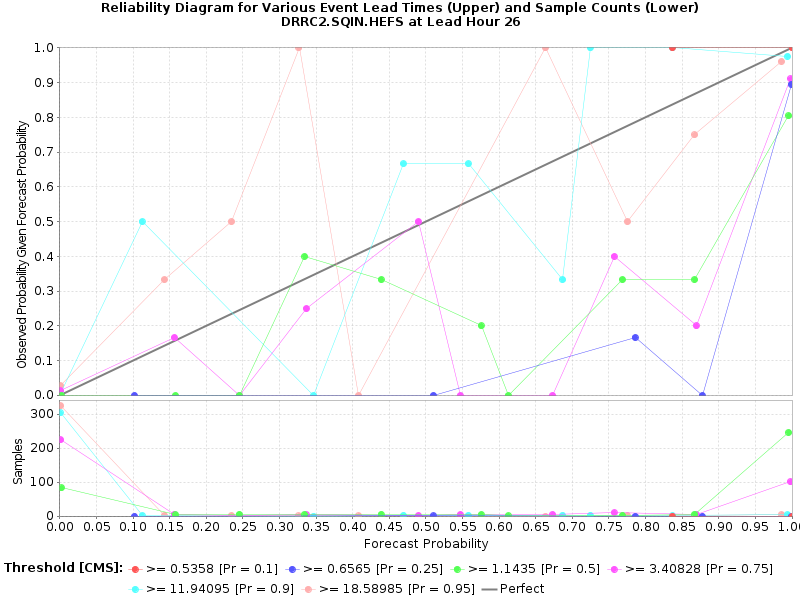 Reliability Diagram for Various Event Lead Times (Upper) and Sample Counts (Lower)
DRRC2.SQIN.HEFS at Lead Hour 26
Observed Probability Given Forecast Probability
1.0
0.9
0.8
0.7
0.6
0.5
0.4
0.3
0.2
0.1
0.0
Samples
300
200
100
0
0.00 0.05 0.10 0.15 0.20 0.25 0.30 0.35 0.40 0.45 0.50 0.55 0.60 0.65 0.70 0.75 0.80 0.85 0.90 0.95 1.00
Forecast Probability
Threshold [CMS]: >= 0.5358 [Pr = 0.1] >= 0.6565 [Pr = 0.25] >= 1.1435 [Pr = 0.5] >= 3.40828 [Pr = 0.75]
>= 11.94095 [Pr = 0.9] >= 18.58985 [Pr = 0.95] Perfect